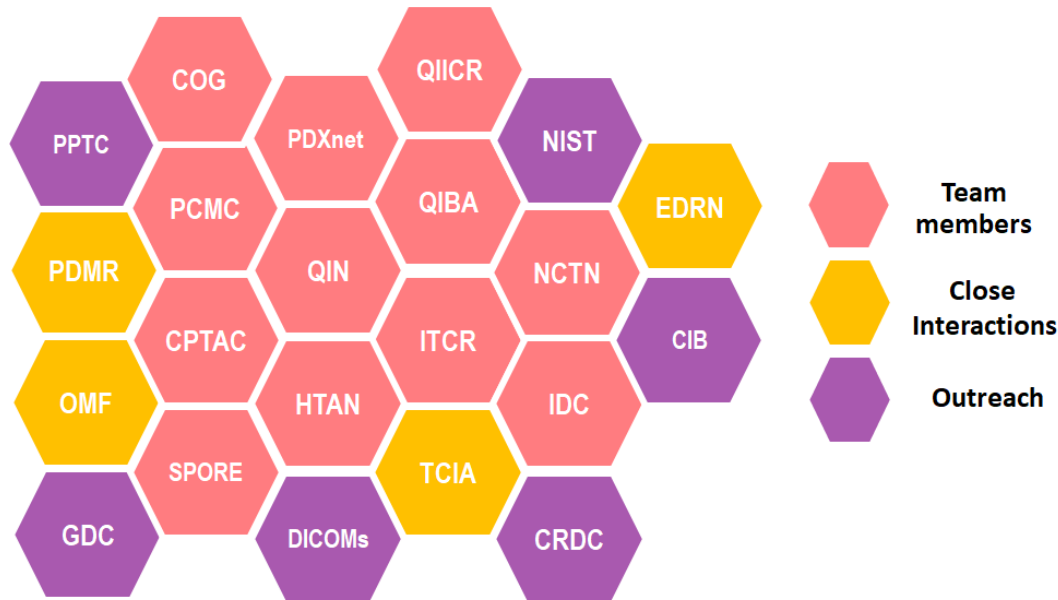 COG
QIICR
PPTC
PDXnet
NIST
PCMC
QIBA
EDRN
PDMR
QIN
NCTN
CPTAC
ITCR
CIB
OMF
HTAN
IDC
SPORE
TCIA
GDC
DICOMs
CRDC
Team
members
Close
Interactions
Outreach